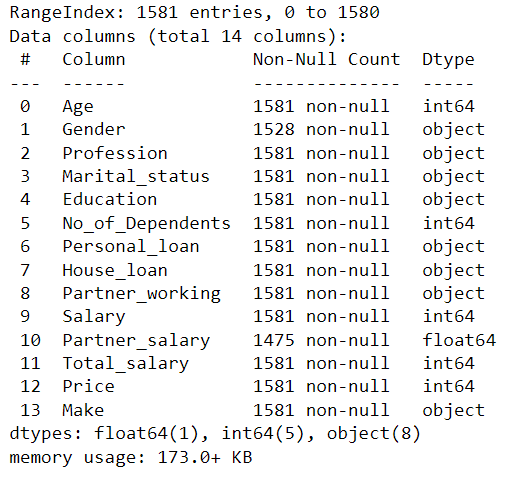 RangeIndex: 1581 entries, 0 to 1580
Data columns (total 14 columns):
 #   Column            Non-Null Count  Dtype
---  ------            --------------  -----
 0   Age               1581 non-null   int64
 1   Gender            1528 non-null   object
 2   Profession        1581 non-null   object
 3   Marital_status    1581 non-null   object
 4   Education         1581 non-null   object
 5   No_of_Dependents  1581 non-null   int64
 6   Personal_loan     1581 non-null   object
 7   House_loan        1581 non-null   object
 8   Partner_working   1581 non-null   object
 9   Salary            1581 non-null   int64
 10  Partner_salary    1475 non-null   float64
 11  Total_salary      1581 non-null   int64
 12  Price             1581 non-null   int64
 13  Make              1581 non-null   object
dtypes: float64(1), int64(5), object(8)
memory usage: 173.0+ KB